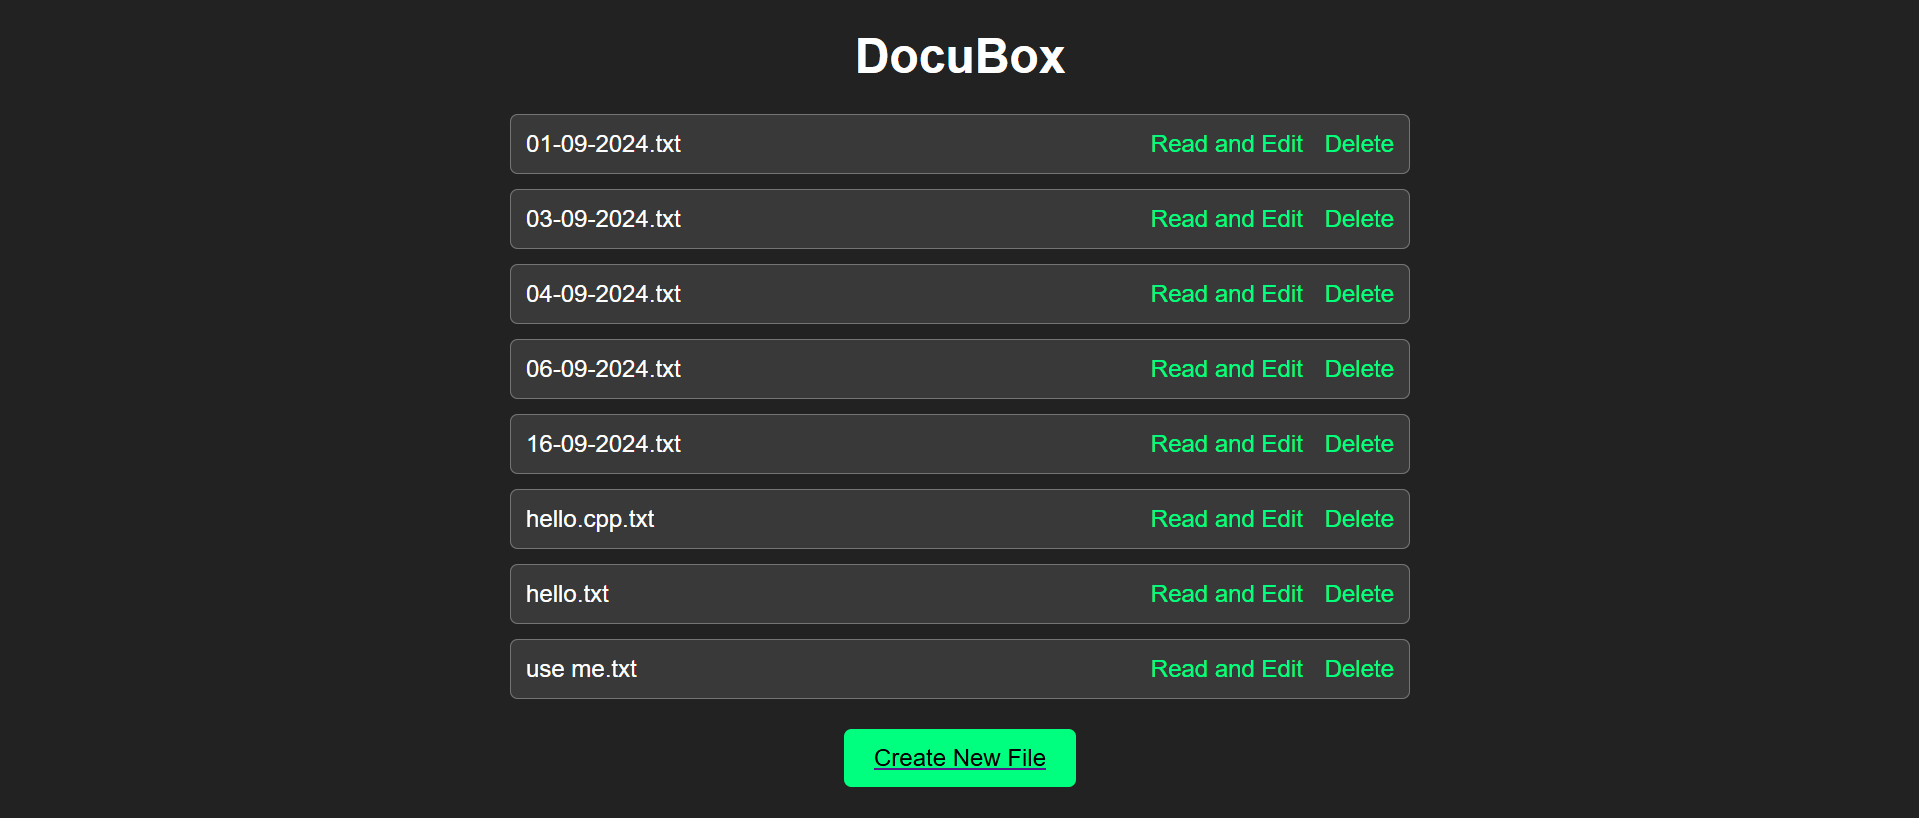 DocuBox
01-09-2024.txt Read and Edit Delete
03-09-2024.txt Read and Edit Delete
04-09-2024.txt Read and Edit Delete
06-09-2024.txt Read and Edit Delete
16-09-2024.txt Read and Edit Delete
hello.cpp.txt Read and Edit Delete
hello.txt Read and Edit Delete
use me.txt Read and Edit Delete
Create New File